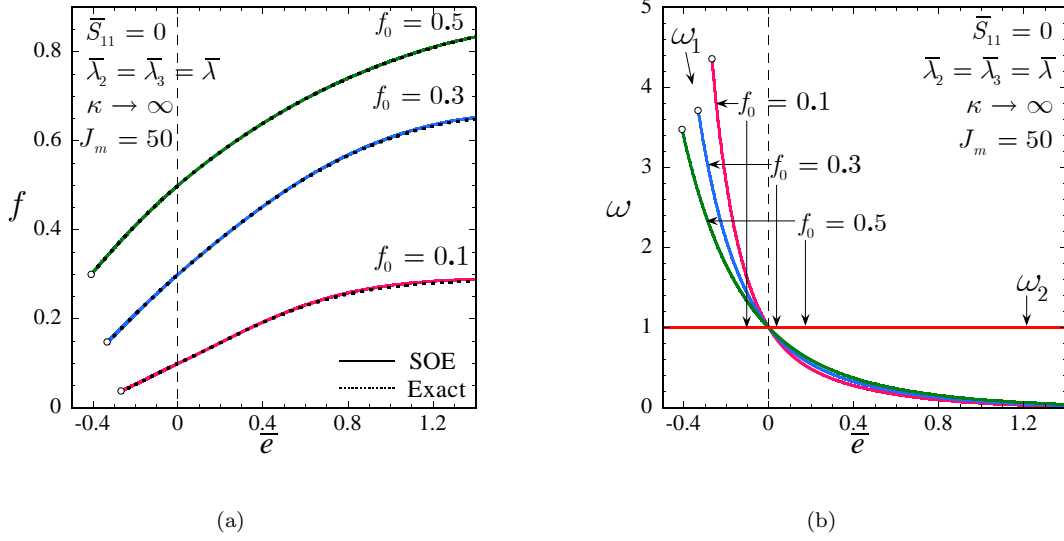 f₀ = 0.5
S̄₁₁ = 0
λ̄₂ = λ̄₃ = λ̄
κ → ∞
J_m = 50
f₀ = 0.3
f₀ = 0.1
SOE
Exact
f
0.8
0.6
0.4
0.2
0
-0.4 0 0.4 0.8 1.2
e̅
(a)
ω₁
S̄₁₁ = 0
λ̄₂ = λ̄₃ = λ̄
κ → ∞
J_m = 50
f₀ = 0.1
f₀ = 0.3
f₀ = 0.5
ω₂
ω
5
4
3
2
1
0
-0.4 0 0.4 0.8 1.2
e̅
(b)